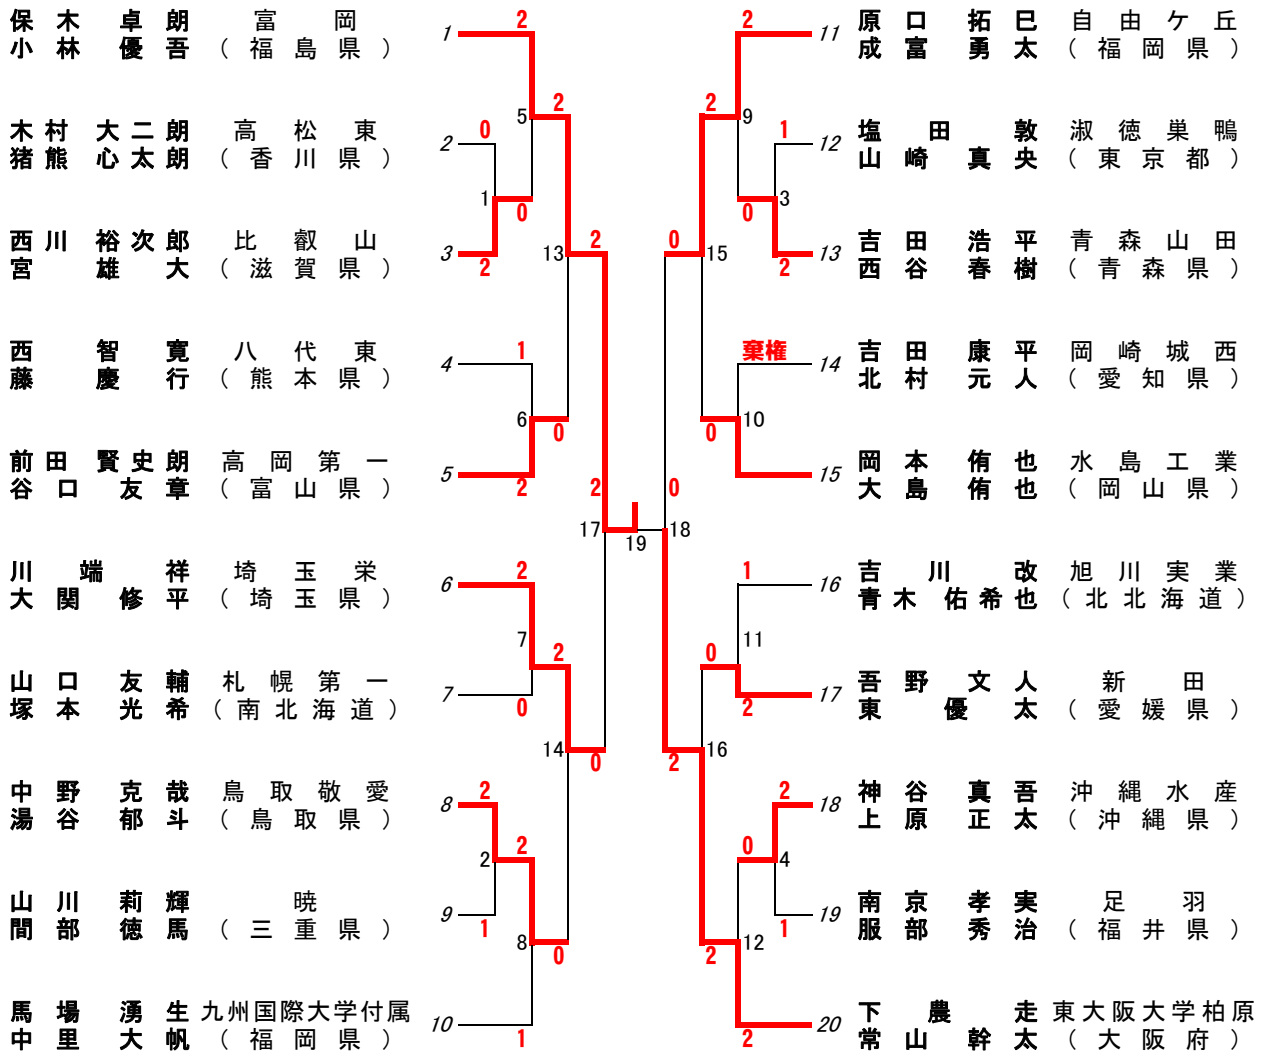 保木 卓朗 富岡
小林 優吾 (福島県)
1
2
木村 大二朗 高松東
猪熊 心太朗 (香川県)
2
0
西川 裕次郎 比叡山
宮 雄大 (滋賀県)
3
2
西 智寛 八代東
藤 慶行 (熊本県)
4
1
前田 賢史朗 高岡第一
谷口 友章 (富山県)
5
2
川端 祥 埼玉栄
大関 修平 (埼玉県)
6
2
山口 友輔 札幌第一
塚本 光希 (南北海道)
7
0
中野 克哉 鳥取敬愛
湯谷 郁斗 (鳥取県)
8
2
山川 莉輝 暁
間部 徳馬 (三重県)
9
1
馬場 湧生 九州国際大学付属
中里 大帆 (福岡県)
10
1
5
2
1
0
13
2
6
0
17
2
7
2
14
0
2
2
8
0
19
2
11
原口 拓巳 自由ケ丘
成富 勇太 (福岡県)
1
12
塩田 敦 淑徳巣鴨
山崎 真央 (東京都)
2
13
吉田 浩平 青森山田
西谷 春樹 (青森県)
棄権
14
吉田 康平 岡崎城西
北村 元人 (愛知県)
15
岡本 侑也 水島工業
大島 侑也 (岡山県)
1
16
吉川 改 旭川実業
青木 佑希也 (北北海道)
2
17
吾野 文人 新田
東 優太 (愛媛県)
2
18
神谷 真吾 沖縄水産
上原 正太 (沖縄県)
1
19
南京 孝実 足羽
服部 秀治 (福井県)
2
20
下農 走 東大阪大学柏原
常山 幹太 (大阪府)
2
9
0
3
0
15
0
10
0
18
0
11
2
16
0
4
2
12